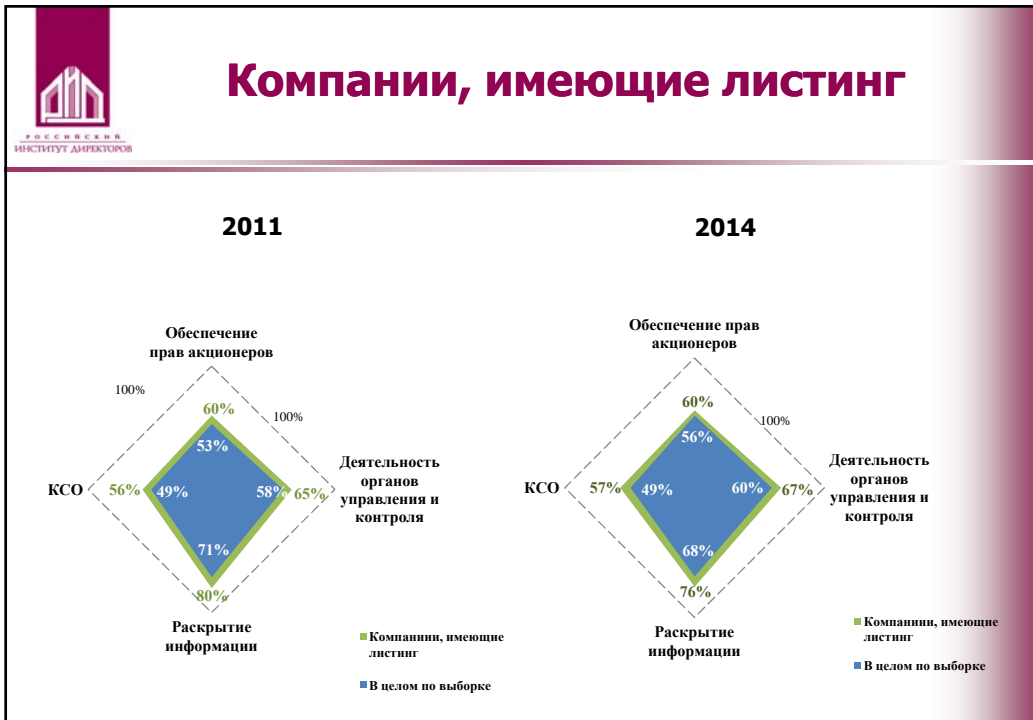 Компании, имеющие листинг
РОССИЙСКИЙ
ИНСТИТУТ ДИРЕКТОРОВ
2011
Обеспечение
прав акционеров
100%
60%
100%
53%
КСО
56%
49%
58%
65%
Деятельность
органов
управления и
контроля
71%
80%
Раскрытие
информации
Компаниии, имеющие
листинг
В целом по выборке
2014
Обеспечение прав
акционеров
60%
100%
56%
КСО
57%
49%
60%
67%
Деятельность
органов
управления и
контроля
68%
76%
Раскрытие
информации
Компаниии, имеющие
листинг
В целом по выборке